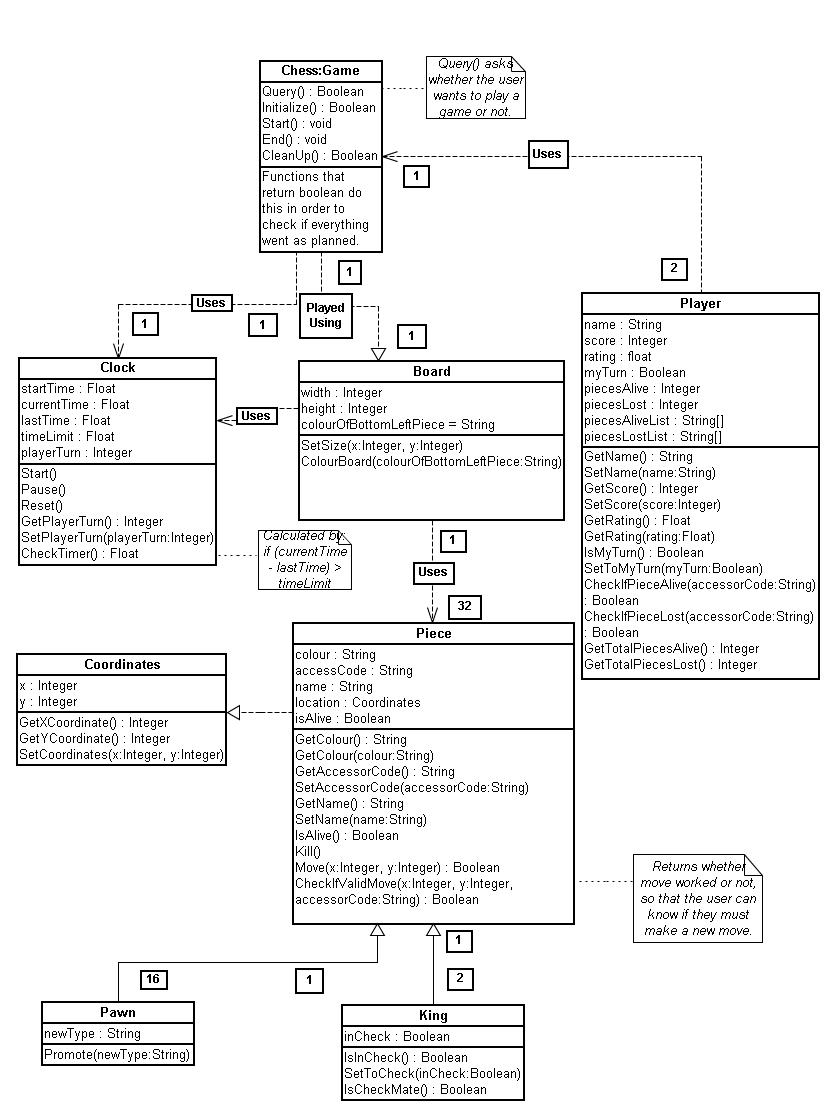 Chess:Game
Query() : Boolean
Initialize() : Boolean
Start() : void
End() : void
CleanUp() : Boolean
Functions that
return boolean do
this in order to
check if everything
went as planned.
Query() asks
whether the user
wants to play a
game or not.
Uses
1
2
1
Played
Using
1
Uses
1
1
Player
name : String
score : Integer
rating : float
myTurn : Boolean
piecesAlive : Integer
piecesLost : Integer
piecesAliveList : String[]
piecesLostList : String[]
GetName() : String
SetName(name:String)
GetScore() : Integer
SetScore(score:Integer)
GetRating() : Float
GetRating(rating:Float)
IsMyTurn() : Boolean
SetToMyTurn(myTurn:Boolean)
CheckIfPieceAlive(accessorCode:String)
: Boolean
CheckIfPieceLost(accessorCode:String)
: Boolean
GetTotalPiecesAlive() : Integer
GetTotalPiecesLost() : Integer
Clock
startTime : Float
currentTime : Float
lastTime : Float
timeLimit : Float
playerTurn : Integer
Start()
Pause()
Reset()
GetPlayerTurn() : Integer
SetPlayerTurn(playerTurn:Integer)
CheckTimer() : Float
Uses
Board
width : Integer
height : Integer
colourOfBottomLeftPiece = String
SetSize(x:Integer, y:Integer)
ColourBoard(colourOfBottomLeftPiece:String)
Calculated by:
if (currentTime
- lastTime) >
timeLimit
1
Uses
32
Piece
colour : String
accessCode : String
name : String
location : Coordinates
isAlive : Boolean
GetColour() : String
GetColour(colour:String)
GetAccessorCode() : String
SetAccessorCode(accessorCode:String)
GetName() : String
SetName(name:String)
IsAlive() : Boolean
Kill()
Move(x:Integer, y:Integer) : Boolean
CheckIfValidMove(x:Integer, y:Integer,
accessorCode:String) : Boolean
Coordinates
x : Integer
y : Integer
GetXCoordinate() : Integer
GetYCoordinate() : Integer
SetCoordinates(x:Integer, y:Integer)
Returns whether
move worked or not,
so that the user can
know if they must
make a new move.
1
16
1
2
Pawn
newType : String
Promote(newType:String)
King
inCheck : Boolean
IsInCheck() : Boolean
SetToCheck(inCheck:Boolean)
IsCheckMate() : Boolean